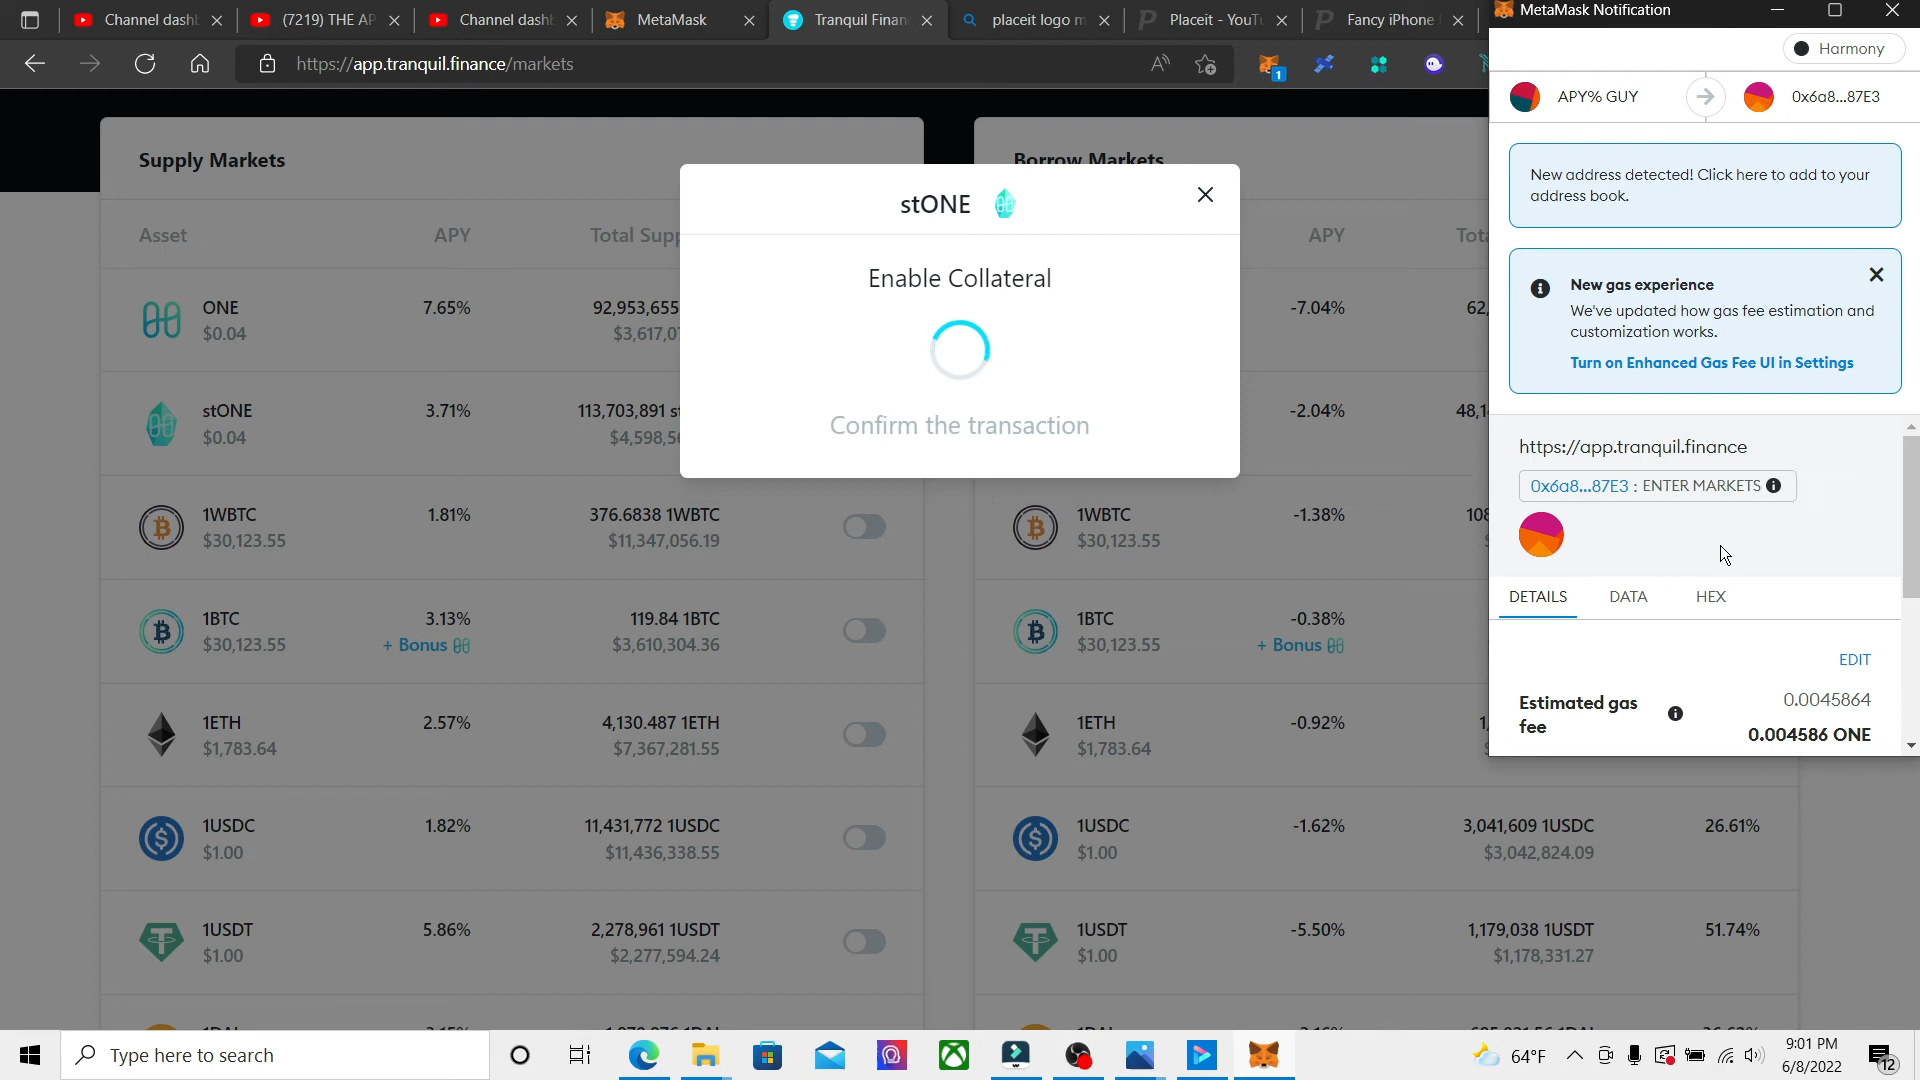 Channel dash
(7219) THE AP
Channel dash
MetaMask
Tranquil Finan
placeit logo m
Placeit - YouTu
Fancy iPhone
MetaMask Notification
https://app.tranquil.finance/markets
1
Harmony
APY% GUY
0x6a8...87E3
New address detected! Click here to add to your
address book.
New gas experience
We've updated how gas fee estimation and
customization works.
Turn on Enhanced Gas Fee UI in Settings
https://app.tranquil.finance
0x6a8...87E3 : ENTER MARKETS
DETAILS
DATA
HEX
EDIT
Estimated gas
fee
0.0045864
0.004586 ONE
stONE
Enable Collateral
Confirm the transaction
Supply Markets
Asset
APY
Total Supp
ONE
$0.04
7.65%
92,953,655
$3,617,07
stONE
$0.04
3.71%
113,703,891 st
$4,598,56
1WBTC
$30,123.55
1.81%
376.6838 1WBTC
$11,347,056.19
1BTC
$30,123.55
3.13%
+ Bonus
119.84 1BTC
$3,610,304.36
1ETH
$1,783.64
2.57%
4,130.487 1ETH
$7,367,281.55
1USDC
$1.00
1.82%
11,431,772 1USDC
$11,436,338.55
1USDT
$1.00
5.86%
2,278,961 1USDT
$2,277,594.24
Borrow Markets
APY
Tota
-7.04%
62,
-2.04%
48,1
1WBTC
$30,123.55
-1.38%
108
1BTC
$30,123.55
-0.38%
+ Bonus
1ETH
$1,783.64
-0.92%
1,
1USDC
$1.00
-1.62%
3,041,609 1USDC
$3,042,824.09
26.61%
1USDT
$1.00
-5.50%
1,179,038 1USDT
$1,178,331.27
51.74%
Type here to search
64°F
9:01 PM
6/8/2022
12